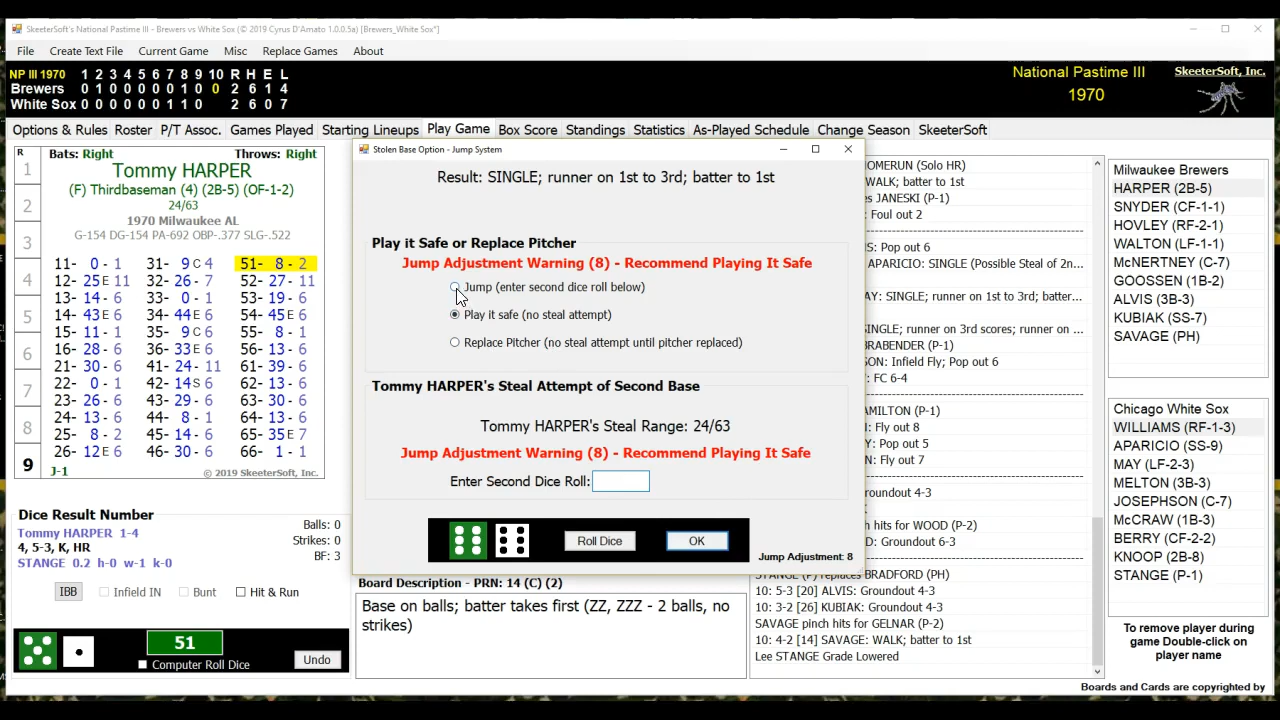 SkeeterSoft's National Pastime III - Brewers vs White Sox (© 2019 Cyrus D'Amato 1.0.0.5a) [Brewers_White Sox*]
File Create Text File Current Game Misc Replace Games About
NP III 1970 1 2 3 4 5 6 7 8 9 10 R H E L
Brewers 0 1 0 0 0 0 0 1 0 0 2 6 1 4
White Sox 0 0 0 0 0 0 1 1 0 2 6 0 7
National Pastime III
1970
SkeeterSoft, Inc.
Options & Rules Roster P/T Assoc. Games Played Starting Lineups Play Game Box Score Standings Statistics As-Played Schedule Change Season SkeeterSoft
R
1
2
3
4
5
6
7
8
9
Bats: Right Throws: Right
Tommy HARPER
(F) Thirdbaseman (4) (2B-5) (OF-1-2)
24/63
1970 Milwaukee AL
G-154 DG-154 PA-692 OBP-.377 SLG-.522
11- 0 - 1 31- 9 C 4 51- 8 - 2
12- 25 E 11 32- 26 - 7 52- 27 - 11
13- 14 - 6 33- 0 - 1 53- 19 - 6
14- 43 E 6 34- 44 E 6 54- 45 E 6
15- 11 - 1 35- 9 C 6 55- 8 - 1
16- 28 - 6 36- 33 E 6 56- 13 - 6
21- 30 - 6 41- 24 - 11 61- 39 - 6
22- 0 - 1 42- 14 S 6 62- 13 - 6
23- 26 - 6 43- 29 - 6 63- 30 - 6
24- 13 - 6 44- 8 - 1 64- 13 - 6
25- 8 - 2 45- 14 - 6 65- 35 E 7
26- 12 E 6 46- 30 - 6 66- 1 - 1
J-1 © 2019 SkeeterSoft, Inc.
Stolen Base Option - Jump System
Result: SINGLE; runner on 1st to 3rd; batter to 1st
Play it Safe or Replace Pitcher
Jump Adjustment Warning (8) - Recommend Playing It Safe
Jump (enter second dice roll below)
Play it safe (no steal attempt)
Replace Pitcher (no steal attempt until pitcher replaced)
Tommy HARPER's Steal Attempt of Second Base
Tommy HARPER's Steal Range: 24/63
Jump Adjustment Warning (8) - Recommend Playing It Safe
Enter Second Dice Roll:
Roll Dice OK
Jump Adjustment: 8
OMERUN (Solo HR)
WALK; batter to 1st
es JANESKI (P-1)
: Foul out 2
S: Pop out 6
APARICIO: SINGLE (Possible Steal of 2n...
AY: SINGLE; runner on 1st to 3rd; batter...
INGLE; runner on 3rd scores; runner on ...
RABENDER (P-1)
ON: Infield Fly; Pop out 6
: FC 6-4
AMILTON (P-1)
: Fly out 8
Y: Pop out 5
N: Fly out 7
roundout 4-3
h hits for WOOD (P-2)
D: Groundout 6-3
STANGE (P) replaces BRADFORD (PH)
10: 5-3 [20] ALVIS: Groundout 4-3
10: 3-2 [26] KUBIAK: Groundout 4-3
SAVAGE pinch hits for GELNAR (P-2)
10: 4-2 [14] SAVAGE: WALK; batter to 1st
Lee STANGE Grade Lowered
Milwaukee Brewers
HARPER (2B-5)
SNYDER (CF-1-1)
HOVLEY (RF-2-1)
WALTON (LF-1-1)
McNERTNEY (C-7)
GOOSSEN (1B-2)
ALVIS (3B-3)
KUBIAK (SS-7)
SAVAGE (PH)
Chicago White Sox
WILLIAMS (RF-1-3)
APARICIO (SS-9)
MAY (LF-2-3)
MELTON (3B-3)
JOSEPHSON (C-7)
McCRAW (1B-3)
BERRY (CF-2-2)
KNOOP (2B-8)
STANGE (P-1)
To remove player during
game Double-click on
player name
Dice Result Number
Tommy HARPER 1-4
4, 5-3, K, HR
STANGE 0.2 h-0 w-1 k-0
Balls: 0
Strikes: 0
BF: 3
IBB Infield IN Bunt Hit & Run
51
Computer Roll Dice
Undo
Board Description - PRN: 14 (C) (2)
Base on balls; batter takes first (ZZ, ZZZ - 2 balls, no
strikes)
Boards and Cards are copyrighted by